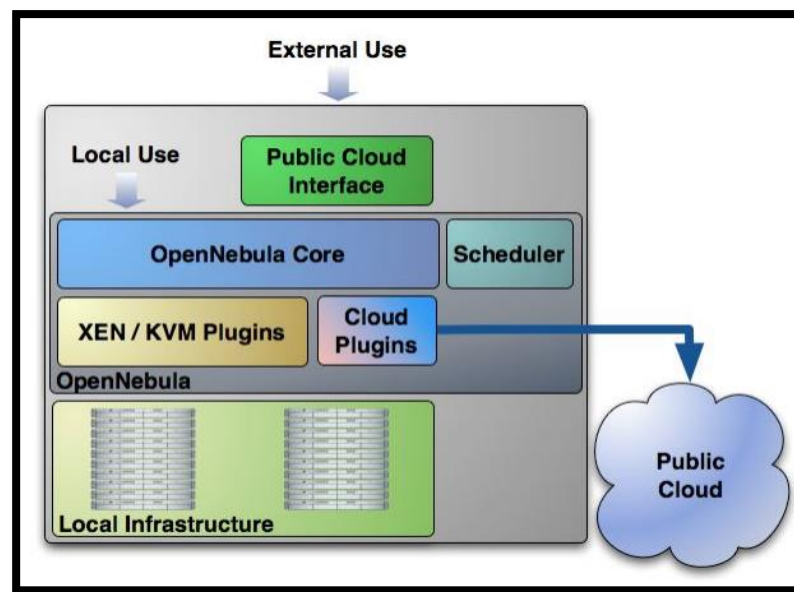 External Use
Local Use
Public Cloud
Interface
OpenNebula Core
Scheduler
XEN / KVM Plugins
Cloud
Plugins
OpenNebula
Public
Cloud
Local Infrastructure